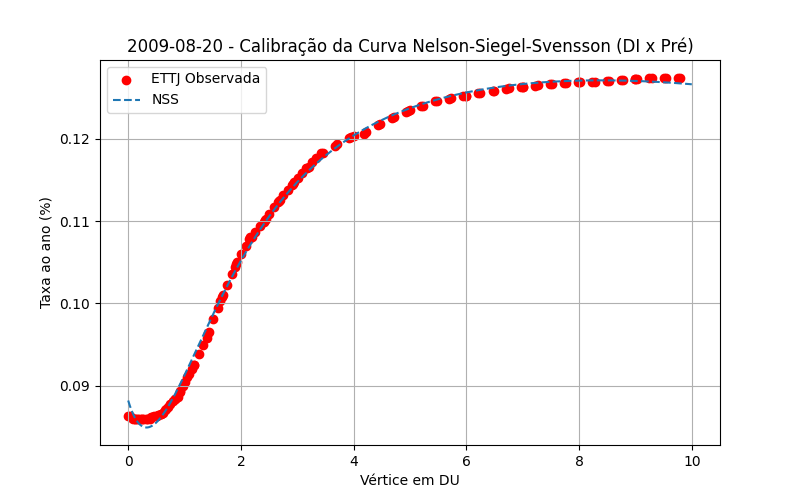 2009-08-20 - Calibração da Curva Nelson-Siegel-Svensson (DI x Pré)
ETTJ Observada
NSS
0.12
0.11
0.10
0.09
Taxa ao ano (%)
0 2 4 6 8 10
Vértice em DU